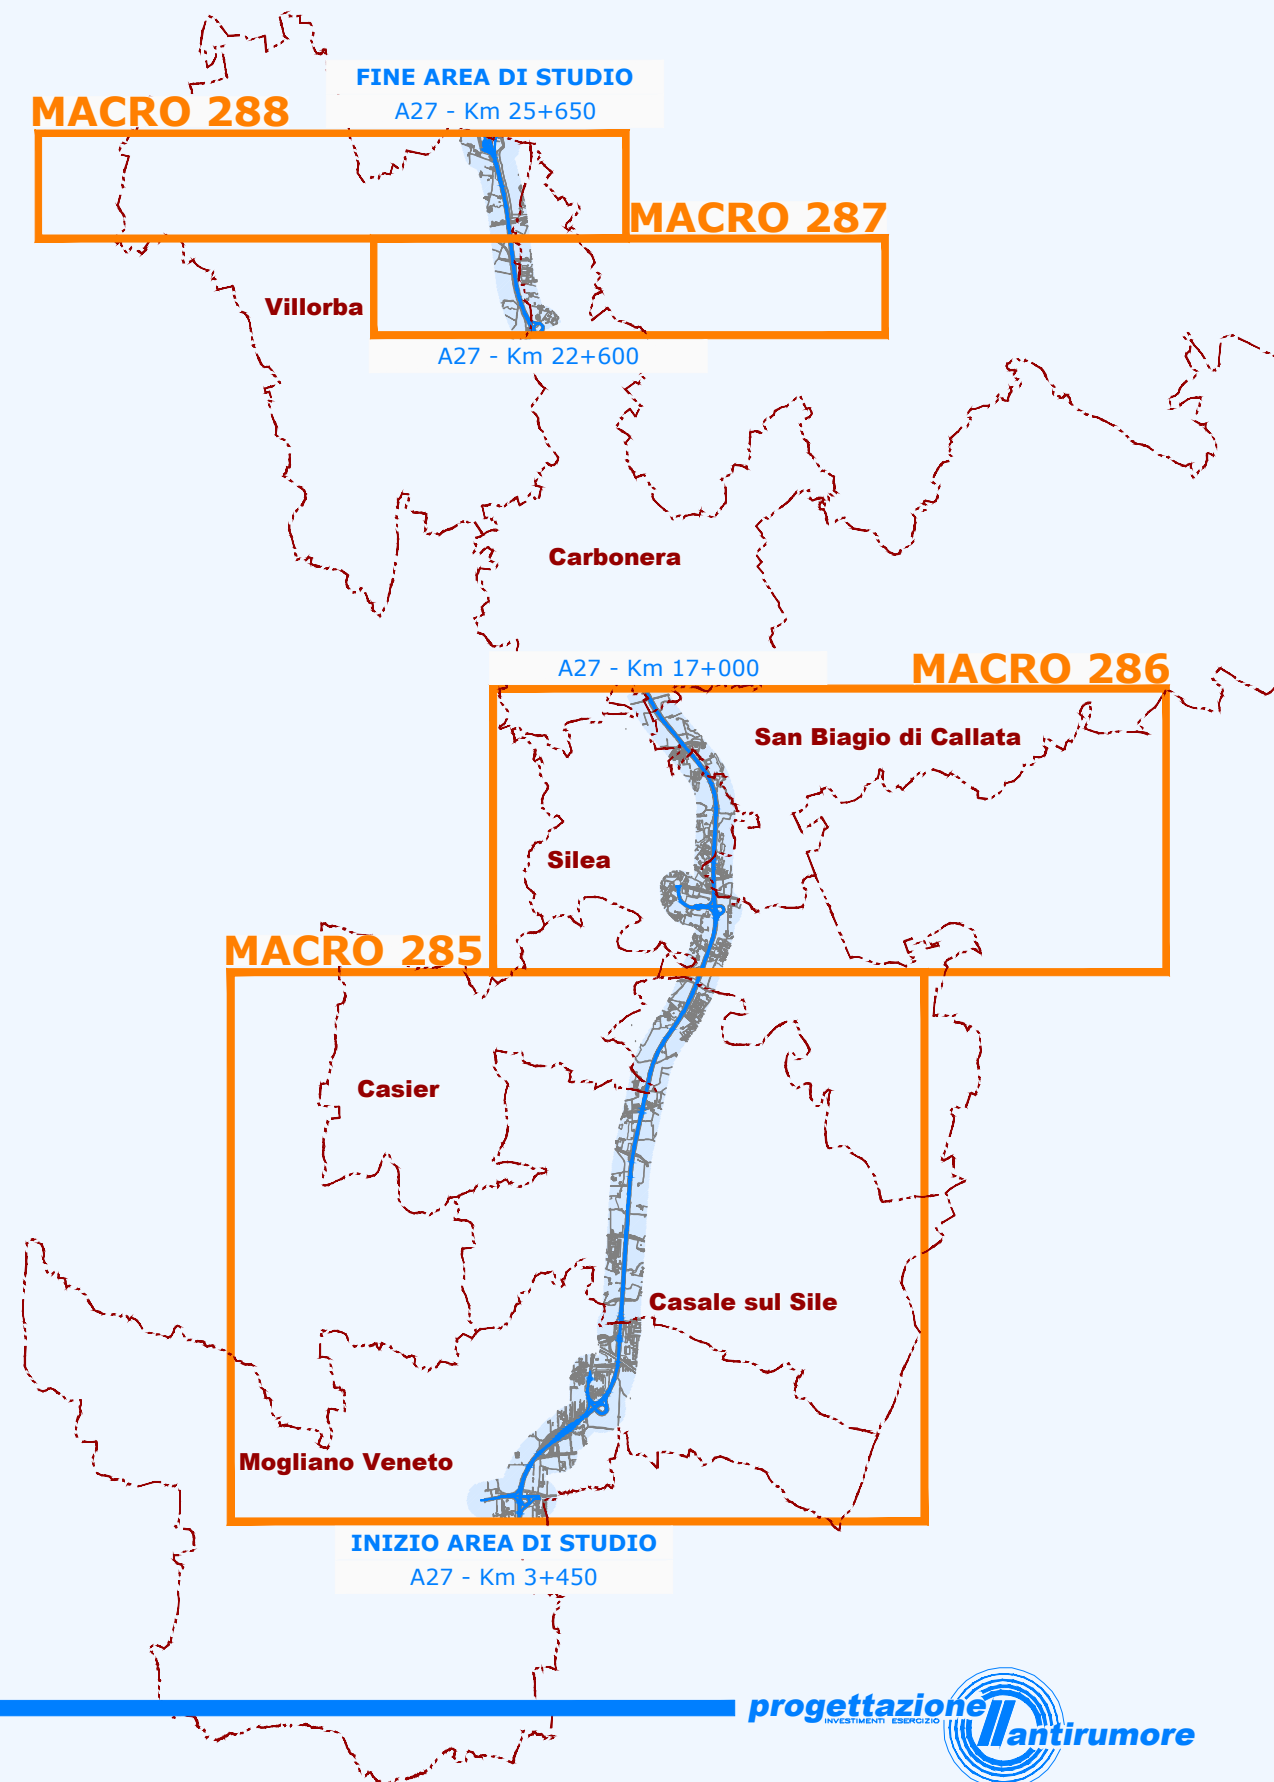 FINE AREA DI STUDIO
MACRO 288
A27 - Km 25+650
MACRO 287
Villorba
A27 - Km 22+600
Carbonera
A27 - Km 17+000
MACRO 286
San Biagio di Callata
Silea
MACRO 285
Casier
Casale sul Sile
Mogliano Veneto
INIZIO AREA DI STUDIO
A27 - Km 3+450
progettazione
INVESTIMENTI ESERCIZIO
antirumore